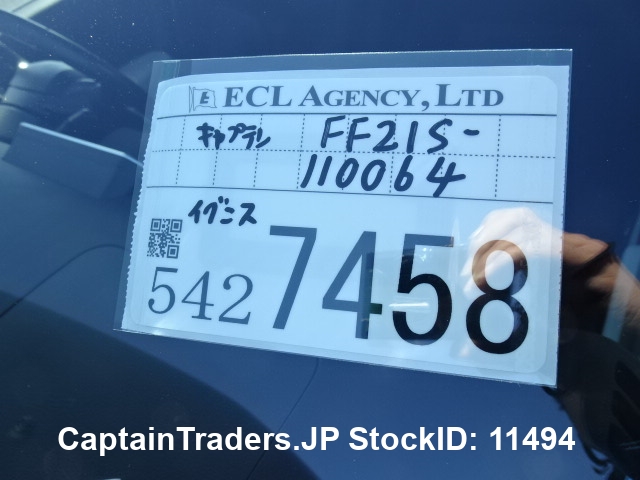 E ECL AGENCY, LTD
キャプテン FF21S-
110064
イグニス
542 7458
CaptainTraders.JP StockID: 11494